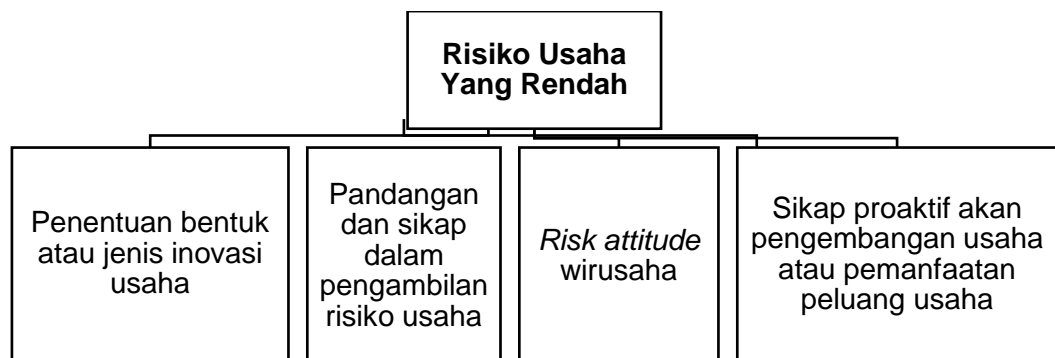 Risiko Usaha
Yang Rendah
Penentuan bentuk
atau jenis inovasi
usaha
Pandangan
dan sikap
dalam
pengambilan
risiko usaha
Risk attitude
wirusaha
Sikap proaktif akan
pengembangan usaha
atau pemanfaatan
peluang usaha